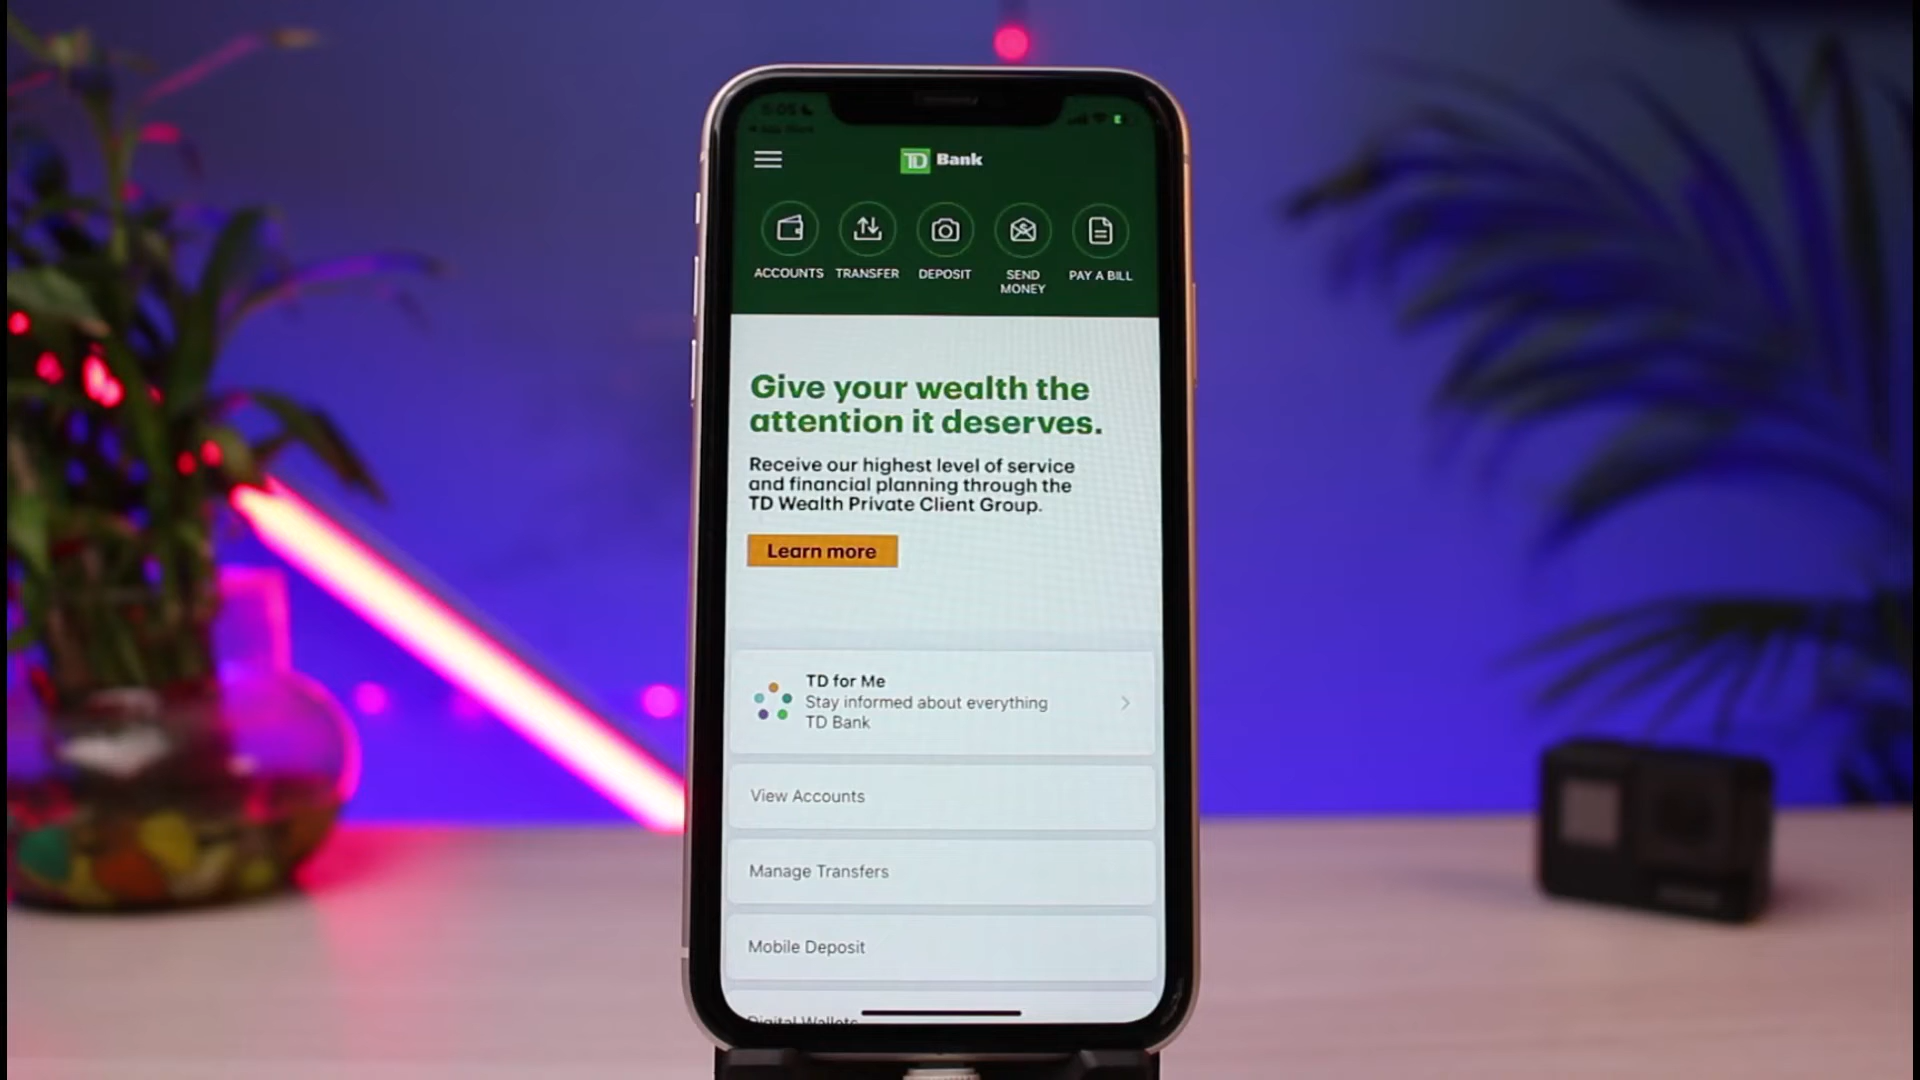 5:05
TD Bank
ACCOUNTS TRANSFER DEPOSIT SEND MONEY PAY A BILL
Give your wealth the
attention it deserves.
Receive our highest level of service
and financial planning through the
TD Wealth Private Client Group.
Learn more
TD for Me
Stay informed about everything
TD Bank
View Accounts
Manage Transfers
Mobile Deposit
Digital Wallets